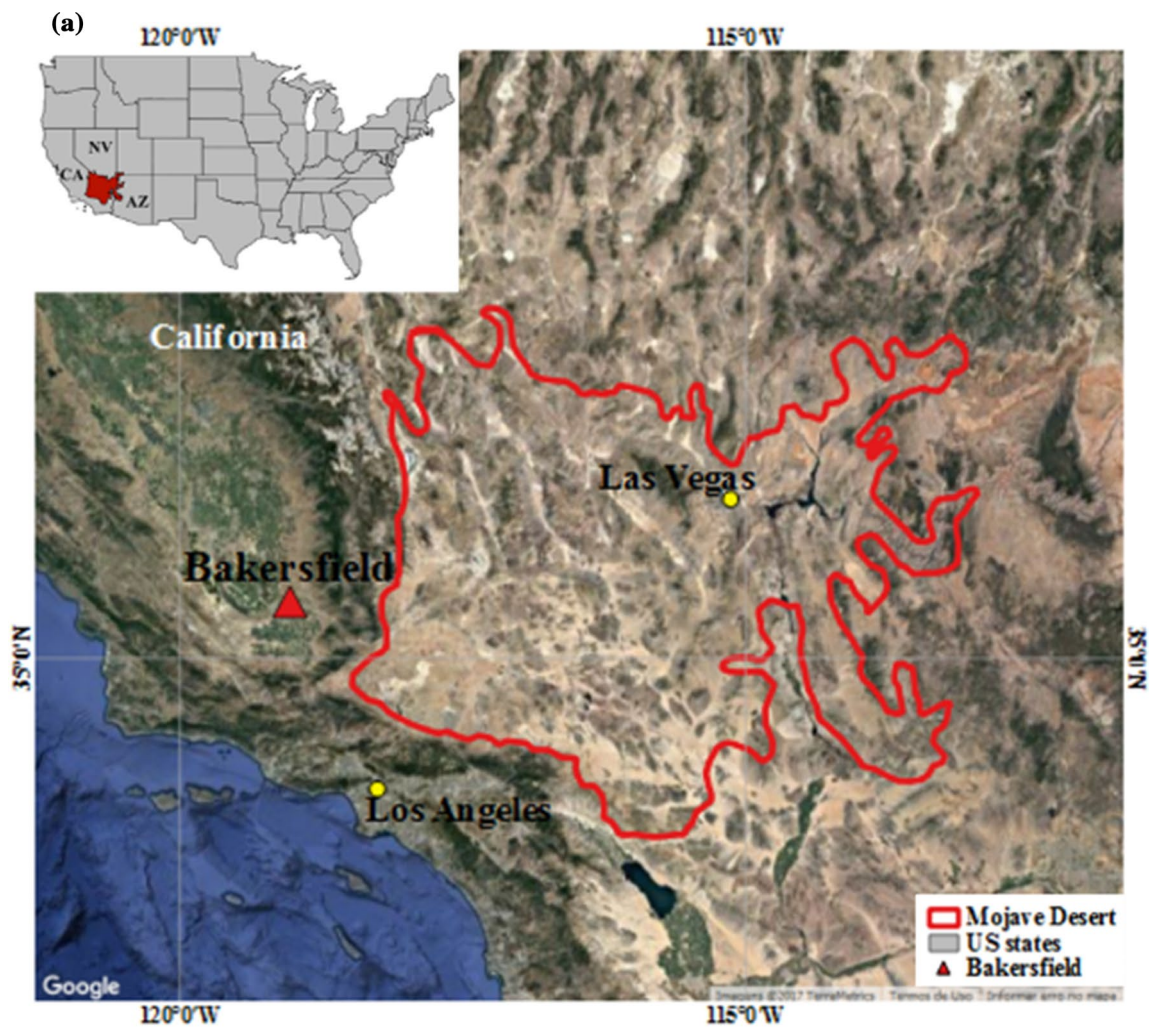 (a)
120°0'W
115°0'W
NV
CA
AZ
California
Las Vegas
Bakersfield
35°0'N
35°0'N
Los Angeles
Mojave Desert
US states
Bakersfield
Google
Imagens ©2017 TerraMetrics
Termos de Uso
Informar erro no mapa
120°0'W
115°0'W